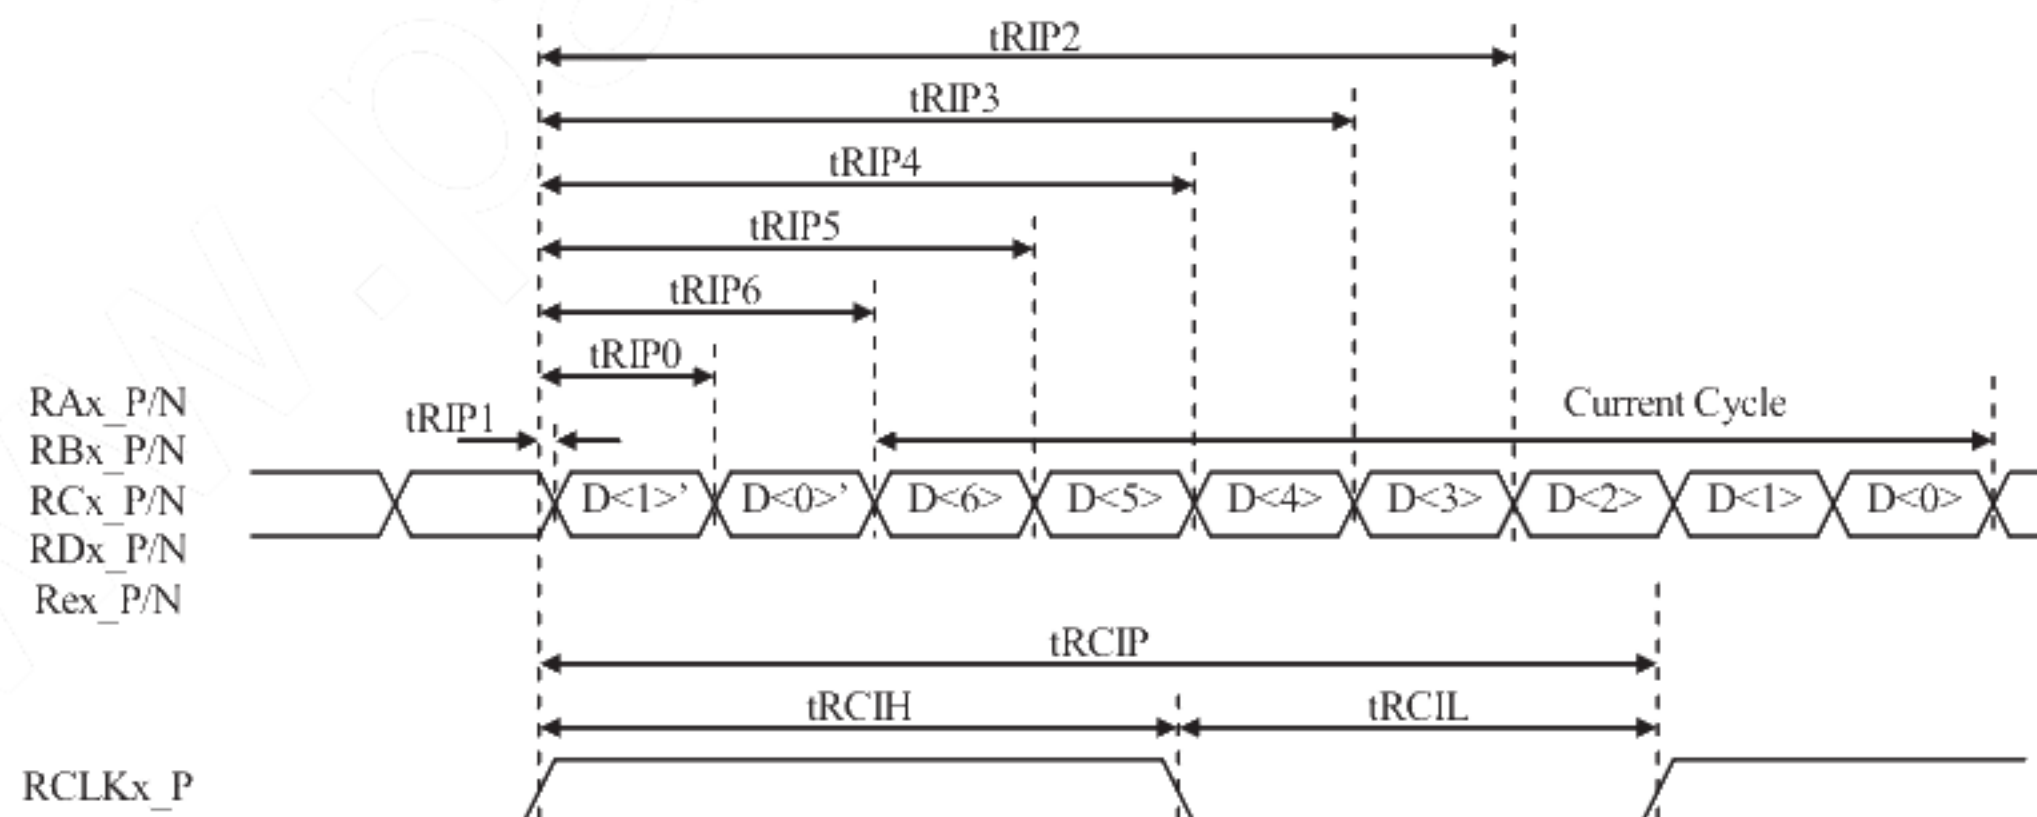 tRIP2
tRIP3
tRIP4
tRIP5
tRIP6
tRIP0
RAx_P/N
tRIP1
Current Cycle
RBx_P/N
RCx_P/N
D<1>’ D<0>’ D<6> D<5> D<4> D<3> D<2> D<1> D<0>
RDx_P/N
Rex_P/N
tRCIP
tRCIH tRCIL
RCLKx_P